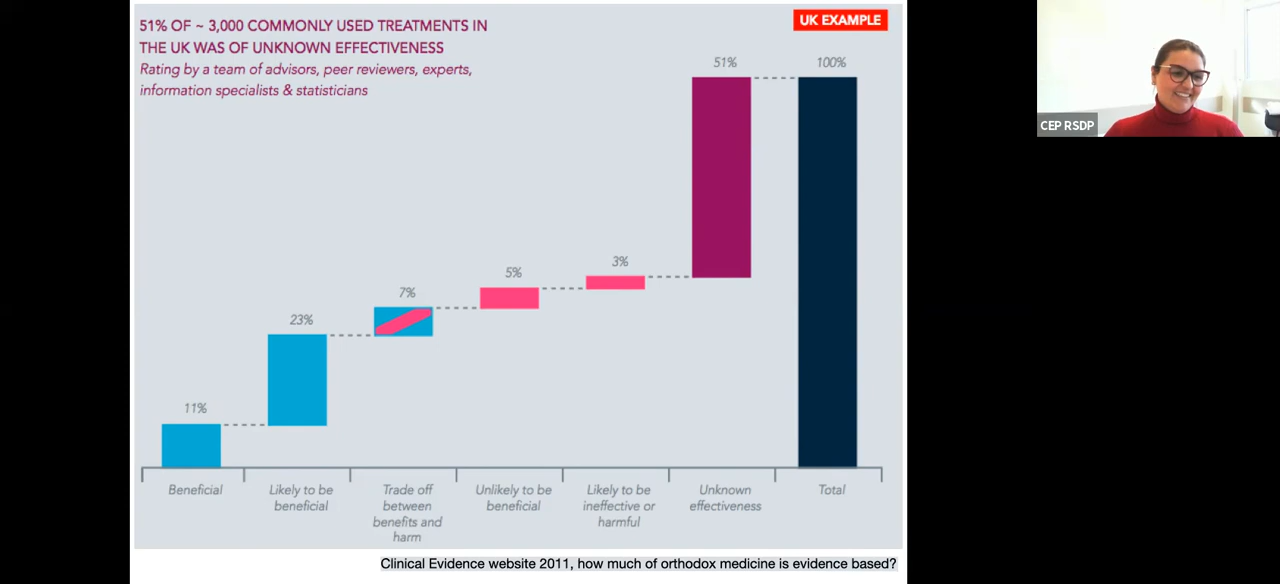 51% OF ~ 3,000 COMMONLY USED TREATMENTS IN
THE UK WAS OF UNKNOWN EFFECTIVENESS
Rating by a team of advisors, peer reviewers, experts,
information specialists & statisticians
UK EXAMPLE
11%
23%
7%
5%
3%
51%
100%
Beneficial
Likely to be
beneficial
Trade off
between
benefits and
harm
Unlikely to be
beneficial
Likely to be
ineffective or
harmful
Unknown
effectiveness
Total
Clinical Evidence website 2011, how much of orthodox medicine is evidence based?
CEP RSDP